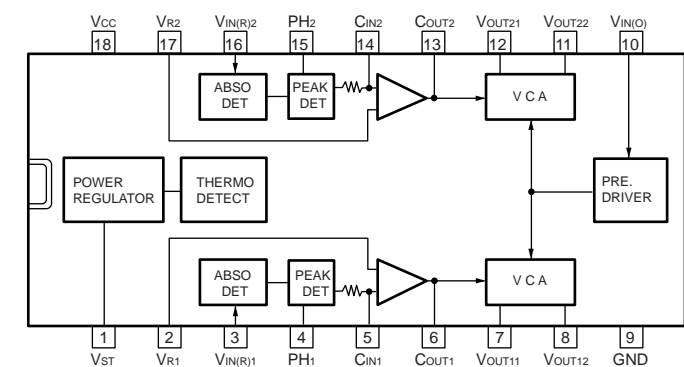 VCC VR2 VIN(R)2 PH2 CIN2 COUT2 VOUT21 VOUT22 VIN(O)
18 17 16 15 14 13 12 11 10
ABSO
DET
PEAK
DET
V C A
POWER
REGULATOR
THERMO
DETECT
PRE.
DRIVER
ABSO
DET
PEAK
DET
V C A
1 2 3 4 5 6 7 8 9
VST VR1 VIN(R)1 PH1 CIN1 COUT1 VOUT11 VOUT12 GND